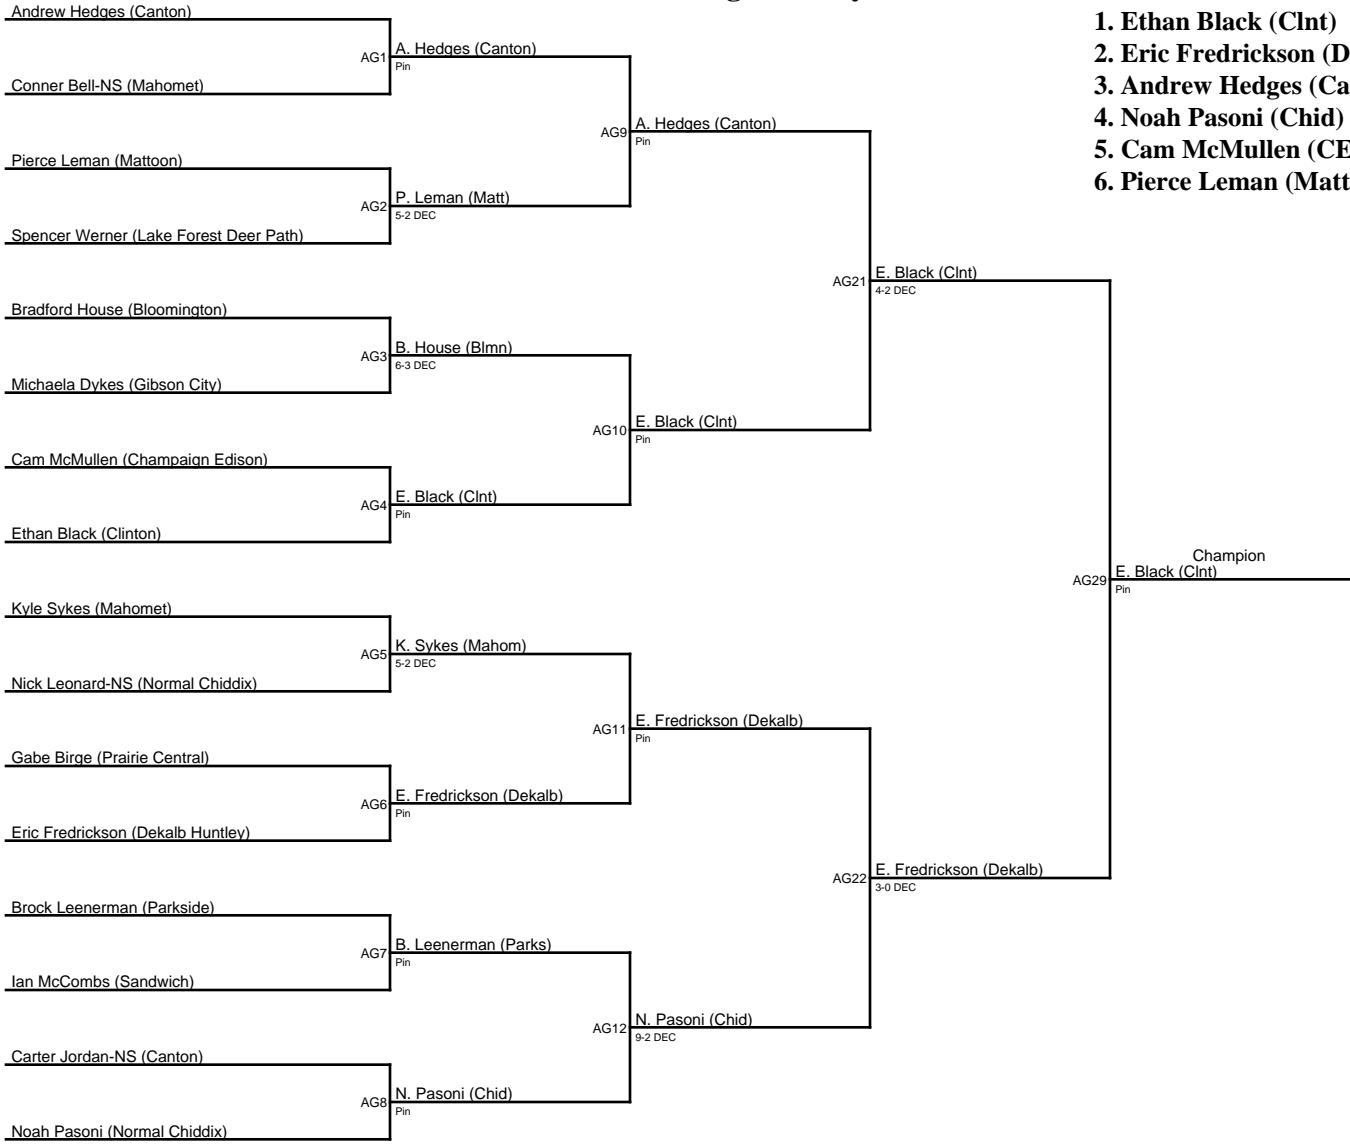 1. Ethan Black (Clnt)
2. Eric Fredrickson (D
3. Andrew Hedges (Ca
4. Noah Pasoni (Chid)
5. Cam McMullen (CE
6. Pierce Leman (Matt
Andrew Hedges (Canton)
AG1 A. Hedges (Canton)
Pin
Conner Bell-NS (Mahomet)
AG9 A. Hedges (Canton)
Pin
Pierce Leman (Mattoon)
AG2 P. Leman (Matt)
5-2 DEC
Spencer Werner (Lake Forest Deer Path)
AG21 E. Black (Clnt)
4-2 DEC
Bradford House (Bloomington)
AG3 B. House (Blmn)
6-3 DEC
Michaela Dykes (Gibson City)
AG10 E. Black (Clnt)
Pin
Cam McMullen (Champaign Edison)
AG4 E. Black (Clnt)
Pin
Ethan Black (Clinton)
Champion
AG29 E. Black (Clnt)
Pin
Kyle Sykes (Mahomet)
AG5 K. Sykes (Mahom)
5-2 DEC
Nick Leonard-NS (Normal Chiddix)
AG11 E. Fredrickson (Dekalb)
Pin
Gabe Birge (Prairie Central)
AG6 E. Fredrickson (Dekalb)
Pin
Eric Fredrickson (Dekalb Huntley)
AG22 E. Fredrickson (Dekalb)
3-0 DEC
Brock Leenerman (Parkside)
AG7 B. Leenerman (Parks)
Pin
Ian McCombs (Sandwich)
AG12 N. Pasoni (Chid)
9-2 DEC
Carter Jordan-NS (Canton)
AG8 N. Pasoni (Chid)
Pin
Noah Pasoni (Normal Chiddix)